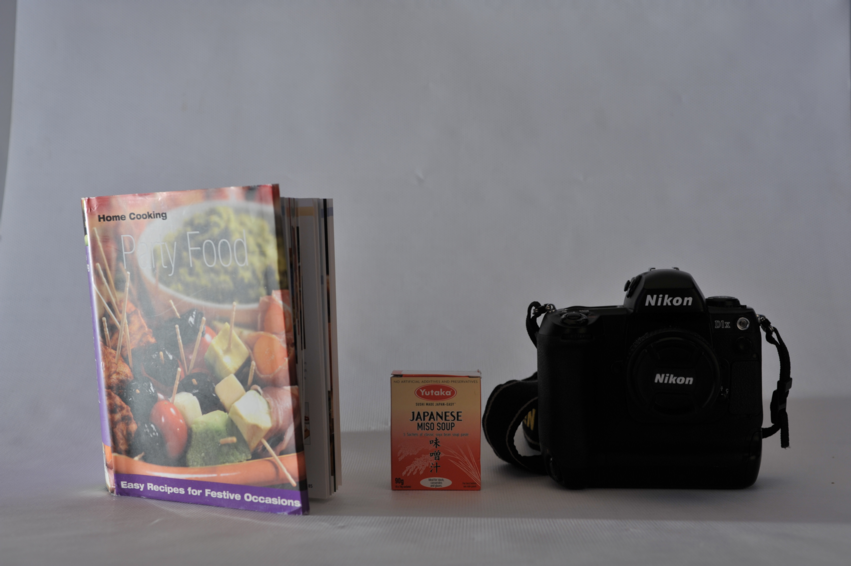 Home Cooking
Party Food
Easy Recipes for Festive Occasions
Yutaka
JAPANESE
MISO SOUP
味
噌
汁
Nikon
D1x
Nikon